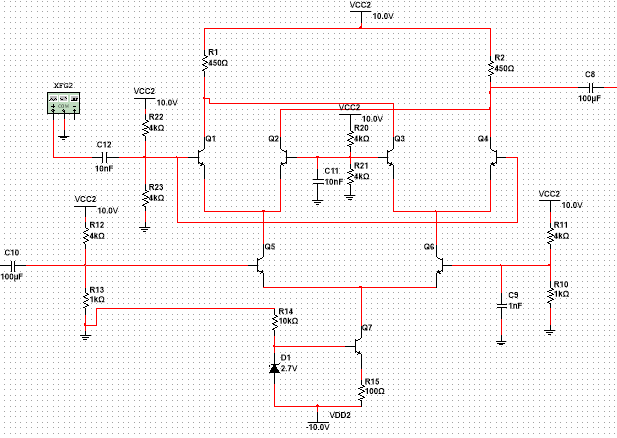 VCC2
10.0V
R1
450Ω
R2
450Ω
C8
100µF
XFG2
COM
VCC2
10.0V
R22
4kΩ
VCC2
10.0V
R20
4kΩ
Q1
Q2
Q3
Q4
C12
10nF
R21
4kΩ
C11
10nF
R23
4kΩ
VCC2
10.0V
R12
4kΩ
VCC2
10.0V
R11
4kΩ
Q5
Q6
C10
100µF
R13
1kΩ
C9
1nF
R10
1kΩ
R14
10kΩ
Q7
D1
2.7V
R15
100Ω
VDD2
-10.0V